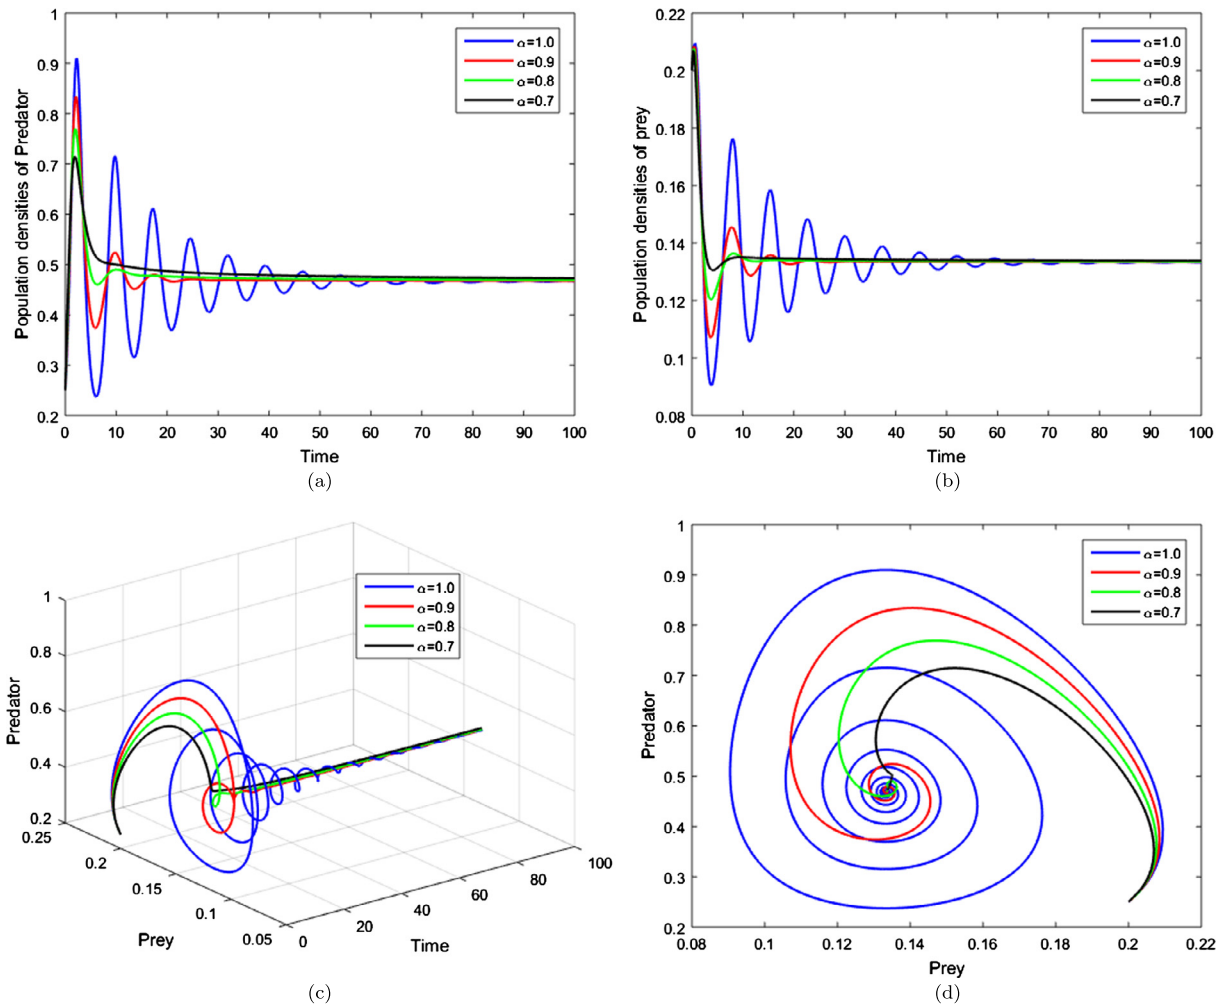 1
0.9
0.8
0.7
0.6
0.5
0.4
0.3
0.2
Population densities of Predator
0 10 20 30 40 50 60 70 80 90 100
Time
α=1.0
α=0.9
α=0.8
α=0.7
(a)
0.22
0.2
0.18
0.16
0.14
0.12
0.1
0.08
Population densities of prey
0 10 20 30 40 50 60 70 80 90 100
Time
α=1.0
α=0.9
α=0.8
α=0.7
(b)
1
0.8
0.6
0.4
0.2
Predator
0.25
0.2
0.15
0.1
0.05
Prey
0
20
40
60
80
100
Time
α=1.0
α=0.9
α=0.8
α=0.7
(c)
1
0.9
0.8
0.7
0.6
0.5
0.4
0.3
0.2
Predator
0.08 0.1 0.12 0.14 0.16 0.18 0.2 0.22
Prey
α=1.0
α=0.9
α=0.8
α=0.7
(d)